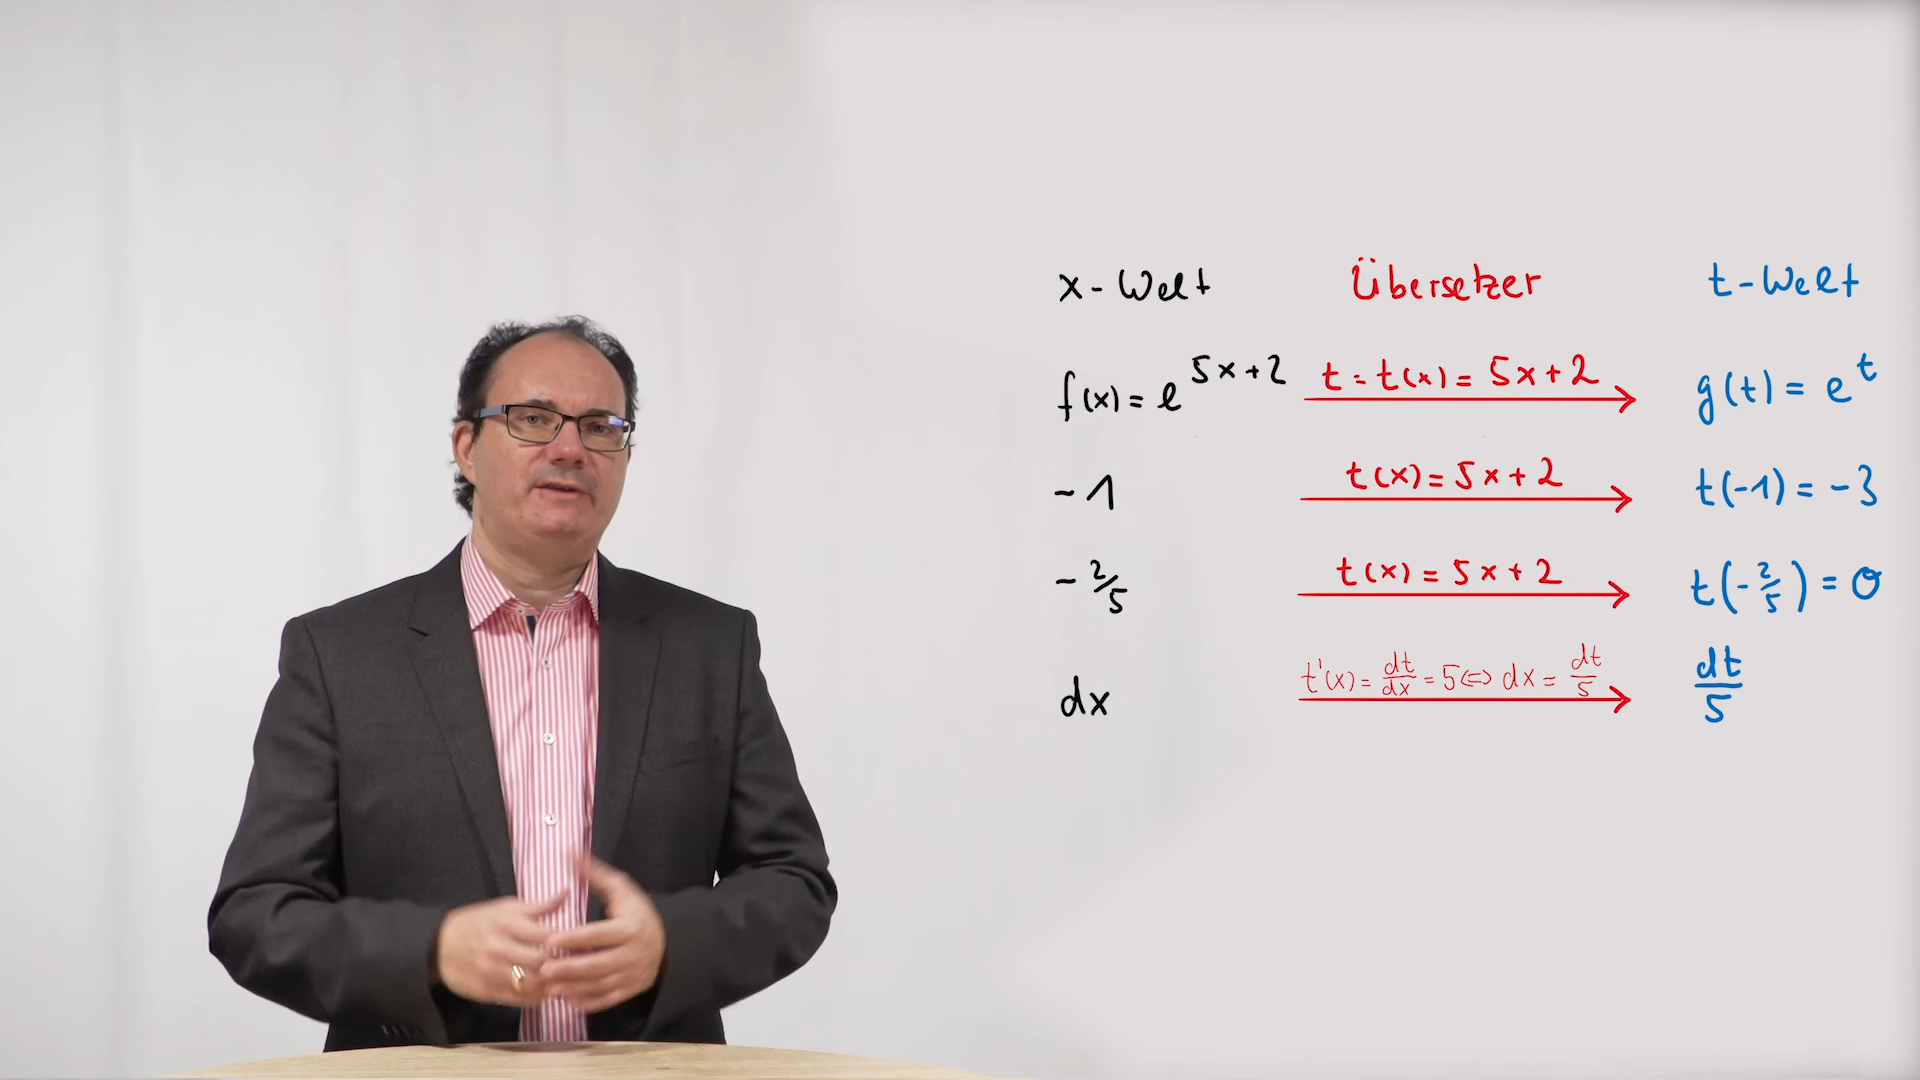 x-Welt Übersetzer t-Welt
f(x) = e^{5x+2} t = t(x) = 5x+2 g(t) = e^t
-1 t(x) = 5x+2 t(-1) = -3
-2/5 t(x) = 5x+2 t(-2/5) = 0
dx t'(x) = dt/dx = 5 ⇔ dx = dt/5 dt/5